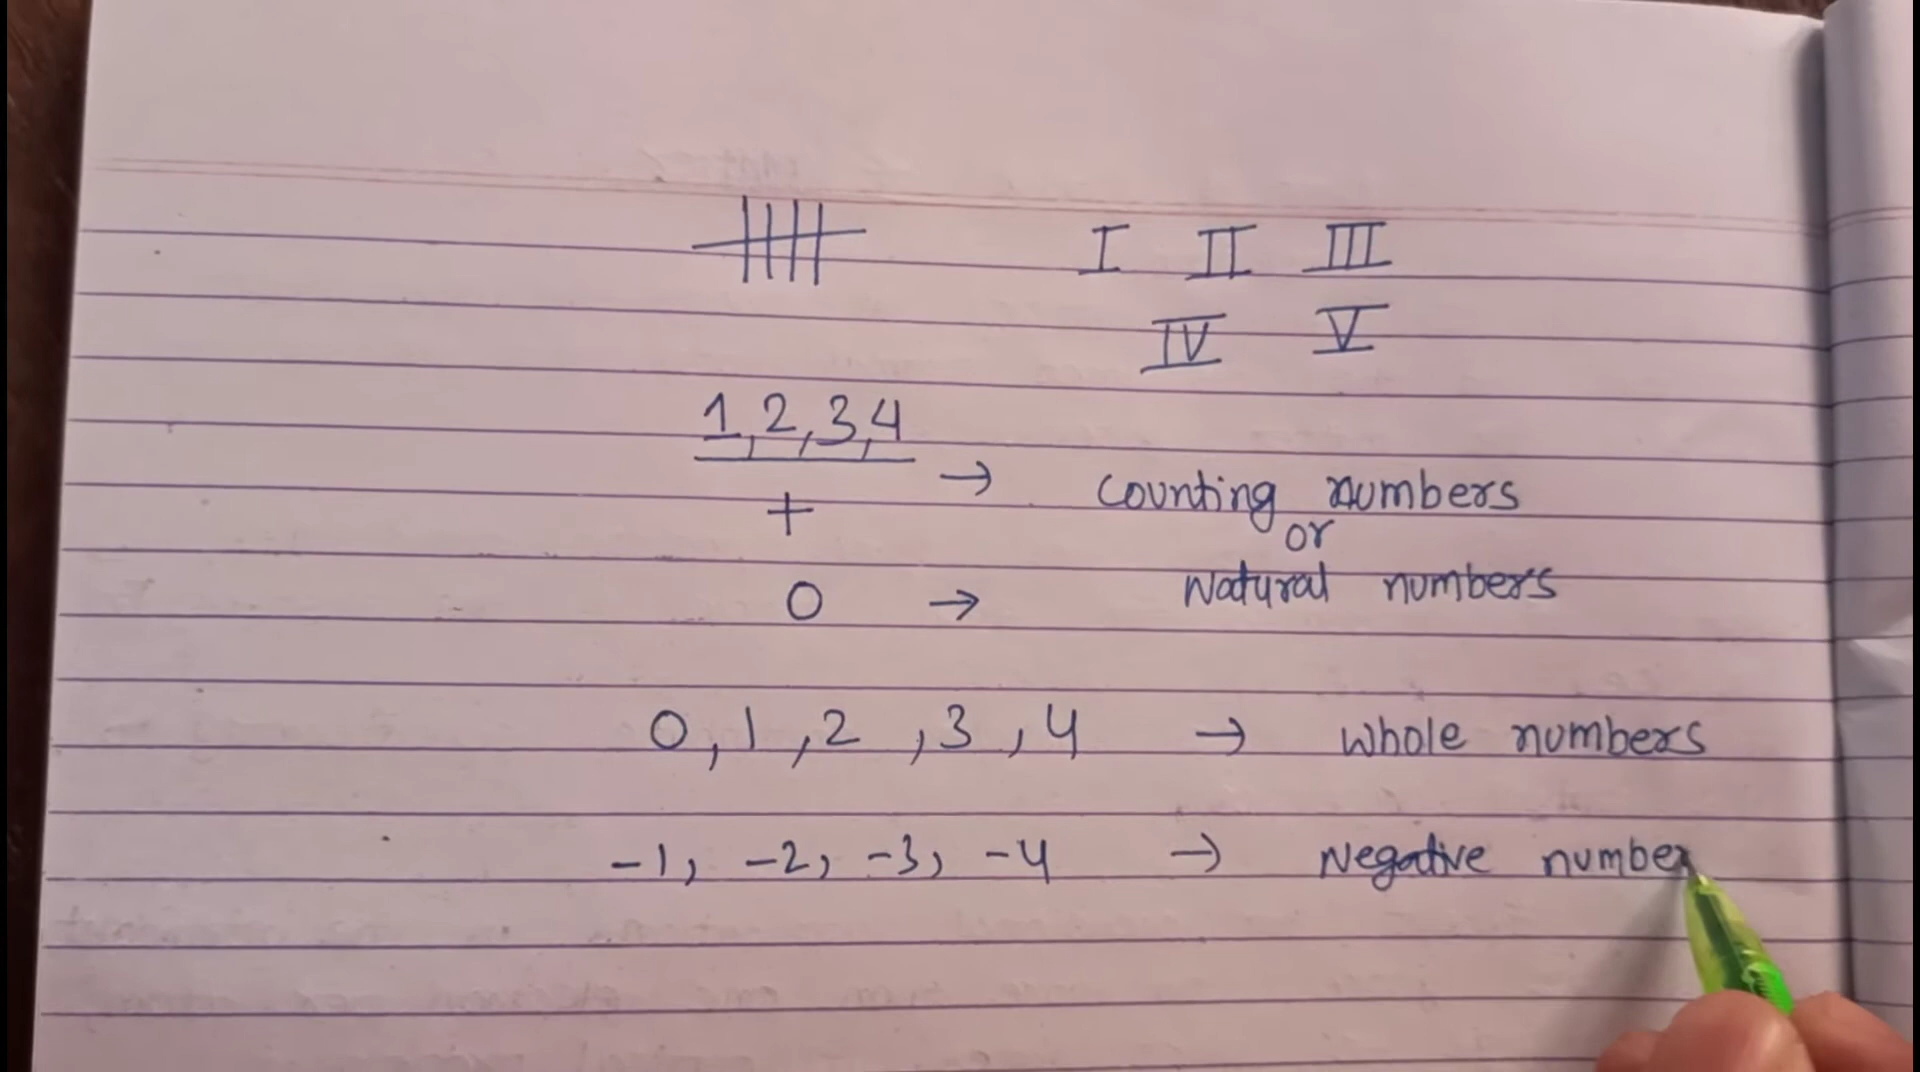 I II III
IV V
1, 2, 3, 4 → Counting numbers
+
or
0 → Natural numbers
0, 1, 2, 3, 4 → Whole numbers
-1, -2, -3, -4 → Negative number